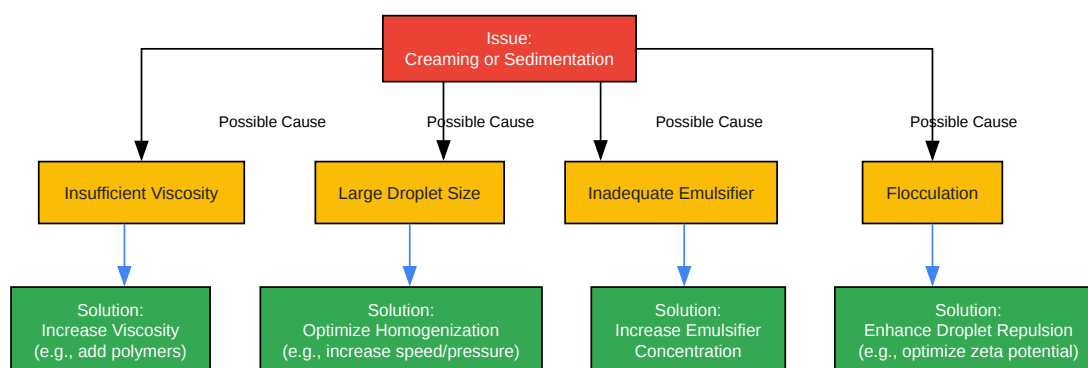 Issue:
Creaming or Sedimentation
Possible Cause
Possible Cause
Possible Cause
Possible Cause
Insufficient Viscosity
Large Droplet Size
Inadequate Emulsifier
Flocculation
Solution:
Increase Viscosity
(e.g., add polymers)
Solution:
Optimize Homogenization
(e.g., increase speed/pressure)
Solution:
Increase Emulsifier
Concentration
Solution:
Enhance Droplet Repulsion
(e.g., optimize zeta potential)